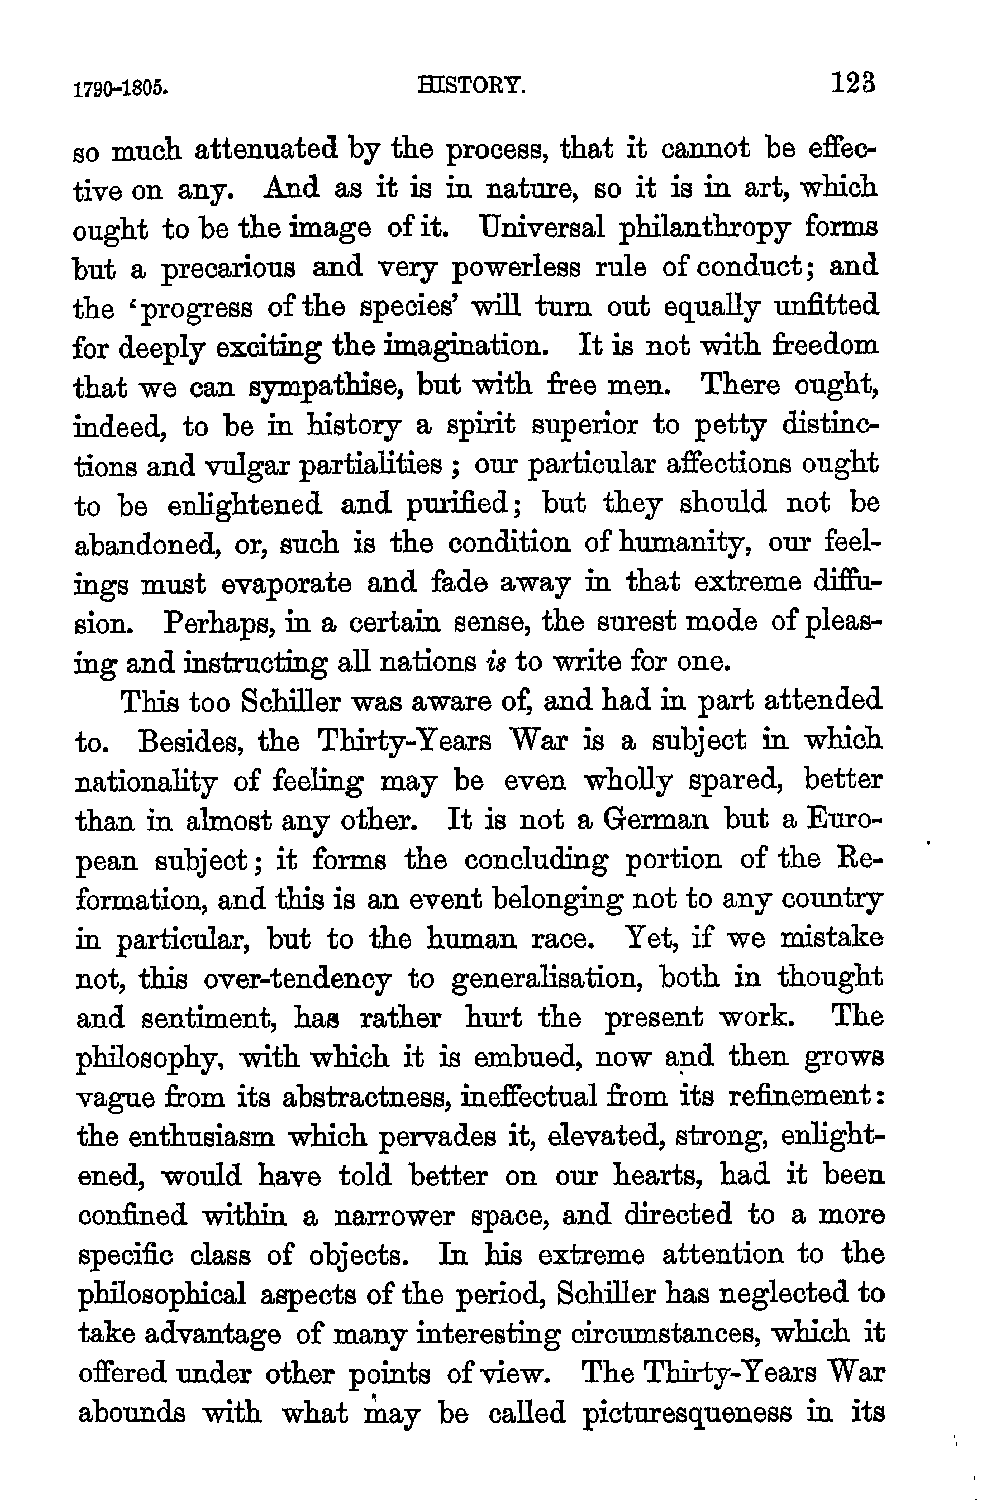 1790-1805. HISTORY. 123
so much attenuated by the process, that it cannot be effec-
tive on any. And as it is in nature, so it is in art, which
ought to be the image of it. Universal philanthropy forms
but a precarious and very powerless rule of conduct; and
the ‘progress of the species’ will turn out equally unfitted
for deeply exciting the imagination. It is not with freedom
that we can sympathise, but with free men. There ought,
indeed, to be in history a spirit superior to petty distinc-
tions and vulgar partialities ; our particular affections ought
to be enlightened and purified; but they should not be
abandoned, or, such is the condition of humanity, our feel-
ings must evaporate and fade away in that extreme diffu-
sion. Perhaps, in a certain sense, the surest mode of pleas-
ing and instructing all nations is to write for one.
This too Schiller was aware of, and had in part attended
to. Besides, the Thirty-Years War is a subject in which
nationality of feeling may be even wholly spared, better
than in almost any other. It is not a German but a Euro-
pean subject; it forms the concluding portion of the Re-
formation, and this is an event belonging not to any country
in particular, but to the human race. Yet, if we mistake
not, this over-tendency to generalisation, both in thought
and sentiment, has rather hurt the present work. The
philosophy, with which it is embued, now and then grows
vague from its abstractness, ineffectual from its refinement:
the enthusiasm which pervades it, elevated, strong, enlight-
ened, would have told better on our hearts, had it been
confined within a narrower space, and directed to a more
specific class of objects. In his extreme attention to the
philosophical aspects of the period, Schiller has neglected to
take advantage of many interesting circumstances, which it
offered under other points of view. The Thirty-Years War
abounds with what may be called picturesqueness in its